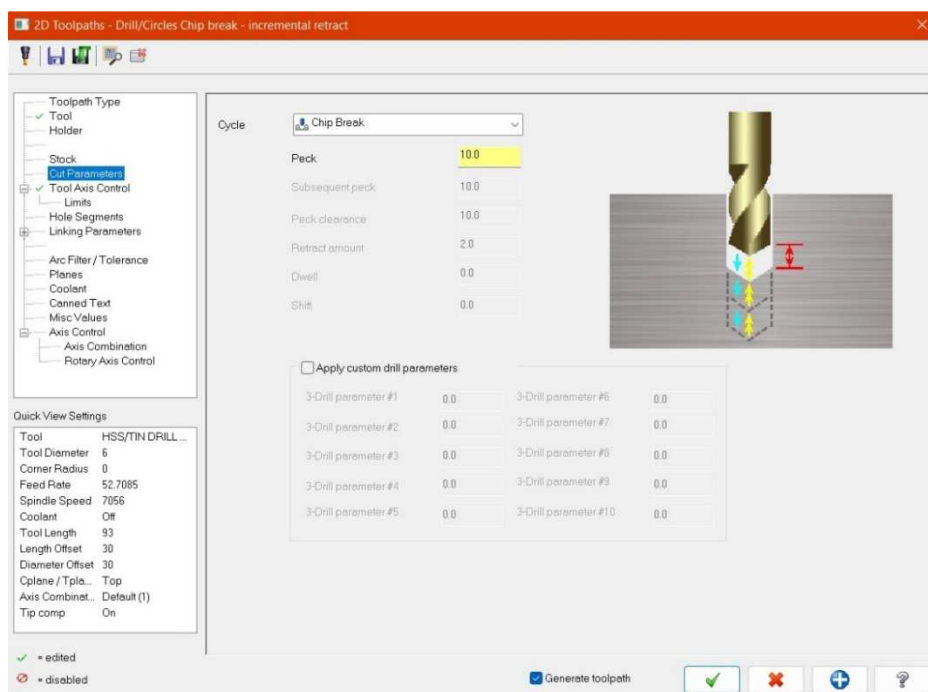 2D Toolpaths - Drill/Circles Chip break - incremental retract
Toolpath Type
Tool
Holder
Stock
Cut Parameters
Tool Axis Control
Limits
Hole Segments
Linking Parameters
Arc Filter / Tolerance
Planes
Coolant
Canned Text
Misc Values
Axis Control
Axis Combination
Rotary Axis Control
Quick View Settings
Tool HSS/TIN DRILL ...
Tool Diameter 6
Corner Radius 0
Feed Rate 52.7085
Spindle Speed 7056
Coolant Off
Tool Length 93
Length Offset 30
Diameter Offset 30
Cplane / Tpla... Top
Axis Combinat... Default (1)
Tip comp On
= edited
= disabled
Cycle Chip Break
Peck 10.0
Subsequent peck 10.0
Peck clearance 10.0
Retract amount 2.0
Dwell 0.0
Shift 0.0
Apply custom drill parameters
3-Drill parameter #1 0.0 3-Drill parameter #6 0.0
3-Drill parameter #2 0.0 3-Drill parameter #7 0.0
3-Drill parameter #3 0.0 3-Drill parameter #8 0.0
3-Drill parameter #4 0.0 3-Drill parameter #9 0.0
3-Drill parameter #5 0.0 3-Drill parameter #10 0.0
Generate toolpath
?